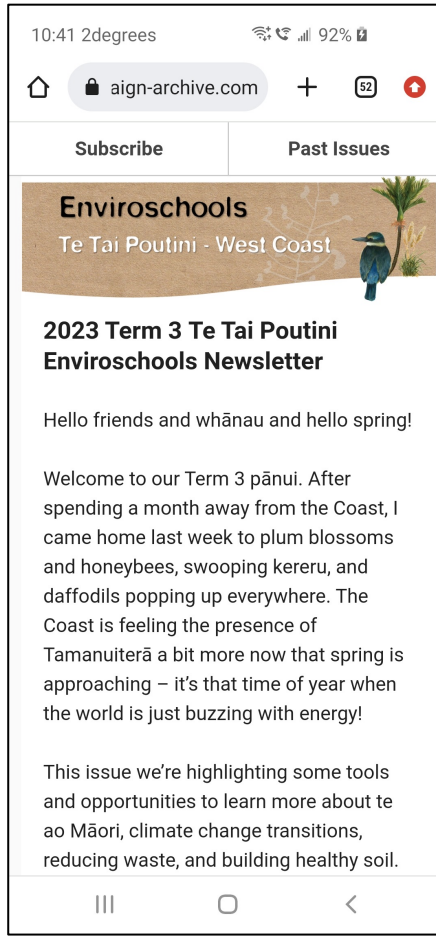 10:41 2degrees 92%
aign-archive.com 52
Subscribe Past Issues
Enviroschools
Te Tai Poutini - West Coast
2023 Term 3 Te Tai Poutini
Enviroschools Newsletter
Hello friends and whānau and hello spring!
Welcome to our Term 3 pānui. After
spending a month away from the Coast, I
came home last week to plum blossoms
and honeybees, swooping kereru, and
daffodils popping up everywhere. The
Coast is feeling the presence of
Tamanuiterā a bit more now that spring is
approaching – it’s that time of year when
the world is just buzzing with energy!
This issue we’re highlighting some tools
and opportunities to learn more about te
ao Māori, climate change transitions,
reducing waste, and building healthy soil.